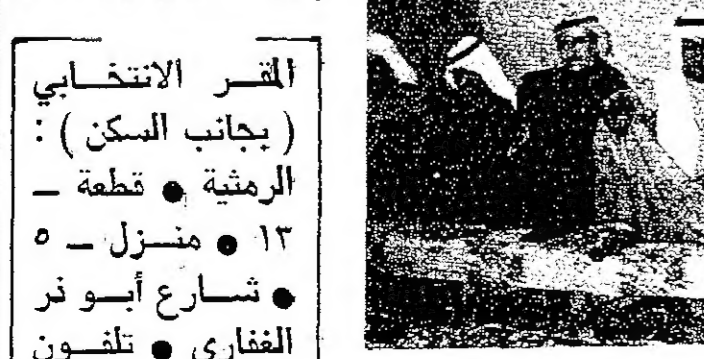 المقر الانتخابي
( بجانب السكن ) :
الرمثية ● قطعة ـ
١٣ ● منزل ـ ٥
● شارع أبو ذر
الغفاري ● تلفون